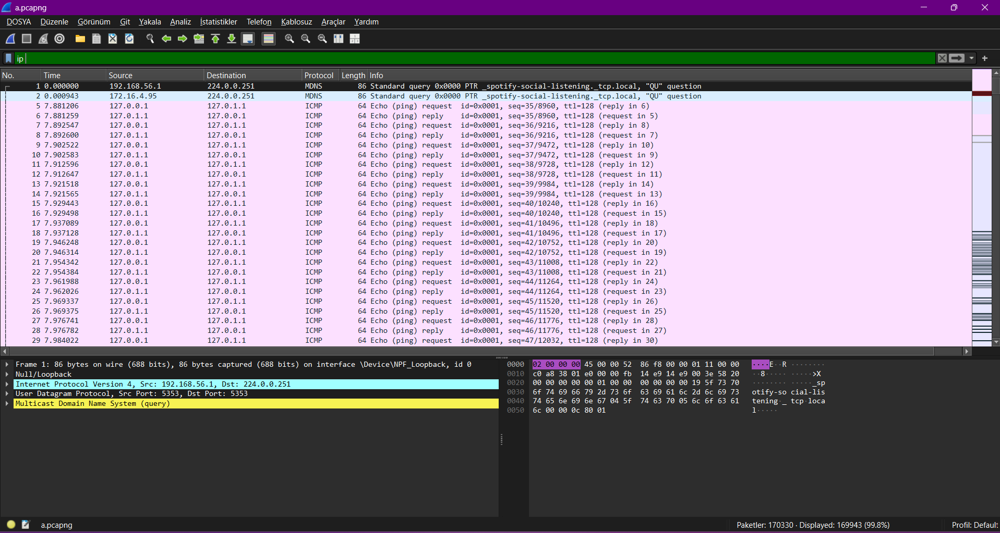 a.pcapng
DOSYA Düzenle Görünüm Git Yakala Analiz İstatistikler Telefon Kablosuz Araçlar Yardım
ip
No. Time Source Destination Protocol Length Info
1 0.000000 192.168.56.1 224.0.0.251 MDNS 86 Standard query 0x0000 PTR _spotify-social-listening._tcp.local, "QU" question
2 0.000943 172.16.4.95 224.0.0.251 MDNS 86 Standard query 0x0000 PTR _spotify-social-listening._tcp.local, "QU" question
5 7.881206 127.0.0.1 127.0.1.1 ICMP 64 Echo (ping) request id=0x0001, seq=35/8960, ttl=128 (reply in 6)
6 7.881259 127.0.1.1 127.0.0.1 ICMP 64 Echo (ping) reply id=0x0001, seq=35/8960, ttl=128 (request in 5)
7 7.892547 127.0.0.1 127.0.1.1 ICMP 64 Echo (ping) request id=0x0001, seq=36/9216, ttl=128 (reply in 8)
8 7.892600 127.0.1.1 127.0.0.1 ICMP 64 Echo (ping) reply id=0x0001, seq=36/9216, ttl=128 (request in 7)
9 7.902522 127.0.0.1 127.0.1.1 ICMP 64 Echo (ping) request id=0x0001, seq=37/9472, ttl=128 (reply in 10)
10 7.902583 127.0.1.1 127.0.0.1 ICMP 64 Echo (ping) reply id=0x0001, seq=37/9472, ttl=128 (request in 9)
11 7.912596 127.0.0.1 127.0.1.1 ICMP 64 Echo (ping) request id=0x0001, seq=38/9728, ttl=128 (reply in 12)
12 7.912647 127.0.1.1 127.0.0.1 ICMP 64 Echo (ping) reply id=0x0001, seq=38/9728, ttl=128 (request in 11)
13 7.921518 127.0.0.1 127.0.1.1 ICMP 64 Echo (ping) request id=0x0001, seq=39/9984, ttl=128 (reply in 14)
14 7.921565 127.0.1.1 127.0.0.1 ICMP 64 Echo (ping) reply id=0x0001, seq=39/9984, ttl=128 (request in 13)
15 7.929443 127.0.0.1 127.0.1.1 ICMP 64 Echo (ping) request id=0x0001, seq=40/10240, ttl=128 (reply in 16)
16 7.929498 127.0.1.1 127.0.0.1 ICMP 64 Echo (ping) reply id=0x0001, seq=40/10240, ttl=128 (request in 15)
17 7.937089 127.0.0.1 127.0.1.1 ICMP 64 Echo (ping) request id=0x0001, seq=41/10496, ttl=128 (reply in 18)
18 7.937128 127.0.1.1 127.0.0.1 ICMP 64 Echo (ping) reply id=0x0001, seq=41/10496, ttl=128 (request in 17)
19 7.946248 127.0.0.1 127.0.1.1 ICMP 64 Echo (ping) request id=0x0001, seq=42/10752, ttl=128 (reply in 20)
20 7.946314 127.0.1.1 127.0.0.1 ICMP 64 Echo (ping) reply id=0x0001, seq=42/10752, ttl=128 (request in 19)
21 7.954342 127.0.0.1 127.0.1.1 ICMP 64 Echo (ping) request id=0x0001, seq=43/11008, ttl=128 (reply in 22)
22 7.954384 127.0.1.1 127.0.0.1 ICMP 64 Echo (ping) reply id=0x0001, seq=43/11008, ttl=128 (request in 21)
23 7.961988 127.0.0.1 127.0.1.1 ICMP 64 Echo (ping) request id=0x0001, seq=44/11264, ttl=128 (reply in 24)
24 7.962026 127.0.1.1 127.0.0.1 ICMP 64 Echo (ping) reply id=0x0001, seq=44/11264, ttl=128 (request in 23)
25 7.969337 127.0.0.1 127.0.1.1 ICMP 64 Echo (ping) request id=0x0001, seq=45/11520, ttl=128 (reply in 26)
26 7.969375 127.0.1.1 127.0.0.1 ICMP 64 Echo (ping) reply id=0x0001, seq=45/11520, ttl=128 (request in 25)
27 7.976741 127.0.0.1 127.0.1.1 ICMP 64 Echo (ping) request id=0x0001, seq=46/11776, ttl=128 (reply in 28)
28 7.976782 127.0.1.1 127.0.0.1 ICMP 64 Echo (ping) reply id=0x0001, seq=46/11776, ttl=128 (request in 27)
29 7.984022 127.0.0.1 127.0.1.1 ICMP 64 Echo (ping) request id=0x0001, seq=47/12032, ttl=128 (reply in 30)
Frame 1: 86 bytes on wire (688 bits), 86 bytes captured (688 bits) on interface \Device\NPF_Loopback, id 0
Null/Loopback
Internet Protocol Version 4, Src: 192.168.56.1, Dst: 224.0.0.251
User Datagram Protocol, Src Port: 5353, Dst Port: 5353
Multicast Domain Name System (query)
0000 02 00 00 00 45 00 00 52 86 f8 00 00 01 11 00 00 ····E··R ········
0010 c0 a8 38 01 e0 00 00 fb 14 e9 14 e9 00 3e 58 20 ··8····· ·····>X
0020 00 00 00 00 00 01 00 00 00 00 00 00 19 5f 73 70 ········ ·····_sp
0030 6f 74 69 66 79 2d 73 6f 63 69 61 6c 2d 6c 69 73 otify-so cial-lis
0040 74 65 6e 69 6e 67 04 5f 74 63 70 05 6c 6f 63 61 tening·_ tcp·loca
0050 6c 00 00 0c 80 01 l·····
a.pcapng
Paketler: 170330 · Displayed: 169943 (99.8%)
Profil: Default